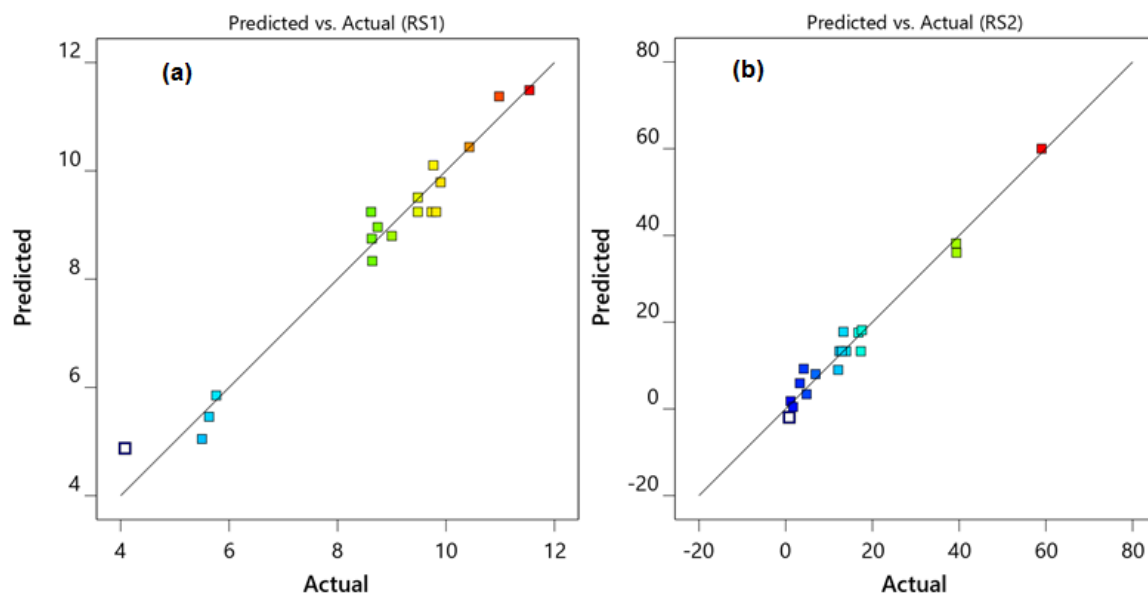 Predicted vs. Actual (RS1)
(a)
12
10
8
6
4
Predicted
4 6 8 10 12
Actual
Predicted vs. Actual (RS2)
(b)
80
60
40
20
0
-20
Predicted
-20 0 20 40 60 80
Actual